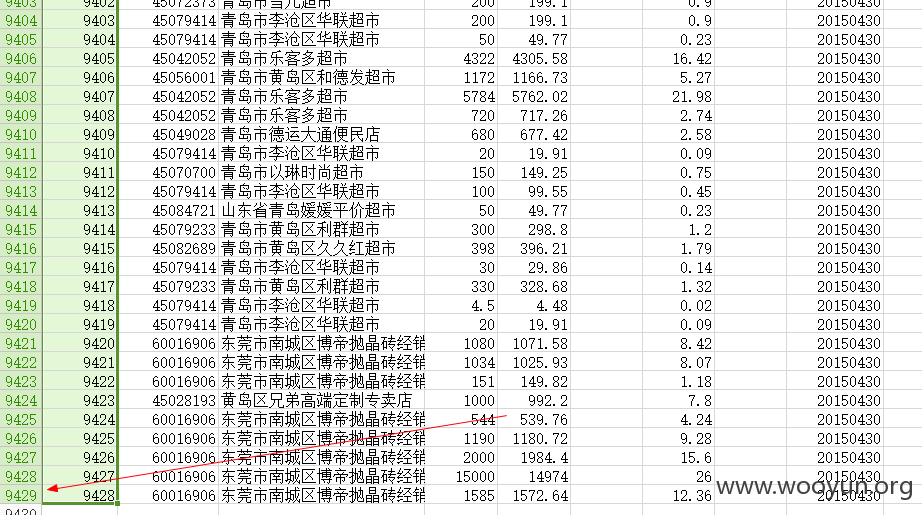 9403 9402 45072373 青岛市雪儿超市 200 199.1 0.9 20150430
9404 9403 45079414 青岛市李沧区华联超市 200 199.1 0.9 20150430
9405 9404 45079414 青岛市李沧区华联超市 50 49.77 0.23 20150430
9406 9405 45042052 青岛市乐客多超市 4322 4305.58 16.42 20150430
9407 9406 45056001 青岛市黄岛区和德发超市 1172 1166.73 5.27 20150430
9408 9407 45042052 青岛市乐客多超市 5784 5762.02 21.98 20150430
9409 9408 45042052 青岛市乐客多超市 720 717.26 2.74 20150430
9410 9409 45049028 青岛市德运大通便民店 680 677.42 2.58 20150430
9411 9410 45079414 青岛市李沧区华联超市 20 19.91 0.09 20150430
9412 9411 45070700 青岛市以琳时尚超市 150 149.25 0.75 20150430
9413 9412 45079414 青岛市李沧区华联超市 100 99.55 0.45 20150430
9414 9413 45084721 山东省青岛媛媛平价超市 50 49.77 0.23 20150430
9415 9414 45079233 青岛市黄岛区利群超市 300 298.8 1.2 20150430
9416 9415 45082689 青岛市黄岛区久久红超市 398 396.21 1.79 20150430
9417 9416 45079414 青岛市李沧区华联超市 30 29.86 0.14 20150430
9418 9417 45079233 青岛市黄岛区利群超市 330 328.68 1.32 20150430
9419 9418 45079414 青岛市李沧区华联超市 4.5 4.48 0.02 20150430
9420 9419 45079414 青岛市李沧区华联超市 20 19.91 0.09 20150430
9421 9420 60016906 东莞市南城区博帝抛晶砖经销 1080 1071.58 8.42 20150430
9422 9421 60016906 东莞市南城区博帝抛晶砖经销 1034 1025.93 8.07 20150430
9423 9422 60016906 东莞市南城区博帝抛晶砖经销 151 149.82 1.18 20150430
9424 9423 45028193 黄岛区兄弟高端定制专卖店 1000 992.2 7.8 20150430
9425 9424 60016906 东莞市南城区博帝抛晶砖经销 544 539.76 4.24 20150430
9426 9425 60016906 东莞市南城区博帝抛晶砖经销 1190 1180.72 9.28 20150430
9427 9426 60016906 东莞市南城区博帝抛晶砖经销 2000 1984.4 15.6 20150430
9428 9427 60016906 东莞市南城区博帝抛晶砖经销 15000 14974 26 20150430
9429 9428 60016906 东莞市南城区博帝抛晶砖经销 1585 1572.64 12.36 20150430
www.wooyun.org
9430